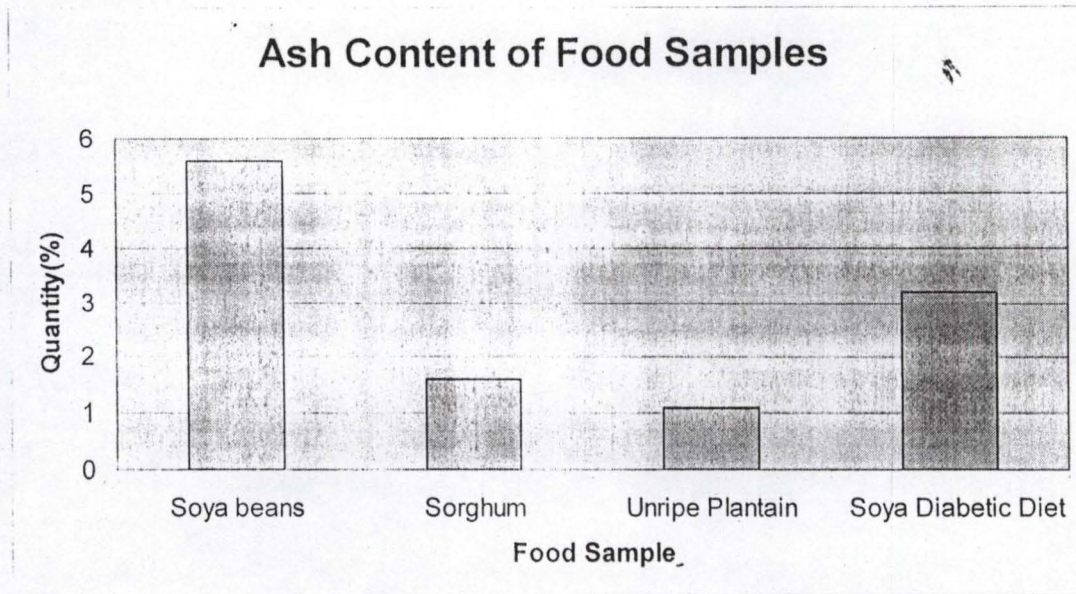 Ash Content of Food Samples
6
5
4
3
2
1
0
Quantity(%)
Soya beans
Sorghum
Unripe Plantain
Soya Diabetic Diet
Food Sample